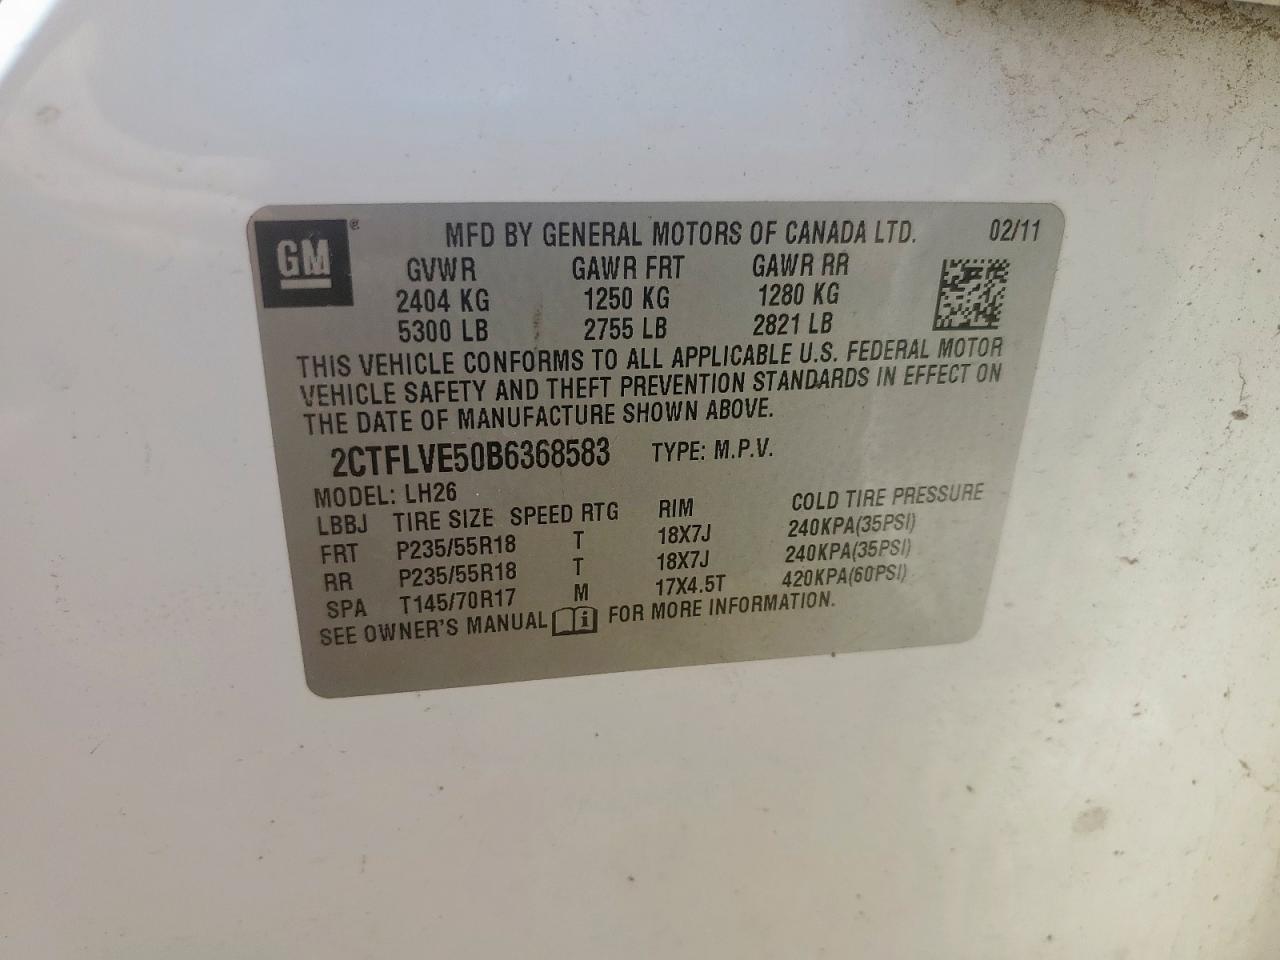 GM ®
MFD BY GENERAL MOTORS OF CANADA LTD. 02/11
GVWR GAWR FRT GAWR RR
2404 KG 1250 KG 1280 KG
5300 LB 2755 LB 2821 LB
THIS VEHICLE CONFORMS TO ALL APPLICABLE U.S. FEDERAL MOTOR
VEHICLE SAFETY AND THEFT PREVENTION STANDARDS IN EFFECT ON
THE DATE OF MANUFACTURE SHOWN ABOVE.
2CTFLVE50B6368583 TYPE: M.P.V.
MODEL: LH26
LBBJ TIRE SIZE SPEED RTG RIM COLD TIRE PRESSURE
FRT P235/55R18 T 18X7J 240KPA(35PSI)
RR P235/55R18 T 18X7J 240KPA(35PSI)
SPA T145/70R17 M 17X4.5T 420KPA(60PSI)
SEE OWNER'S MANUAL i FOR MORE INFORMATION.